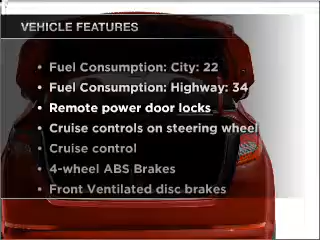 VEHICLE FEATURES
• Fuel Consumption: City: 22
• Fuel Consumption: Highway: 34
• Remote power door locks
• Cruise controls on steering wheel
• Cruise control
• 4-wheel ABS Brakes
• Front Ventilated disc brakes